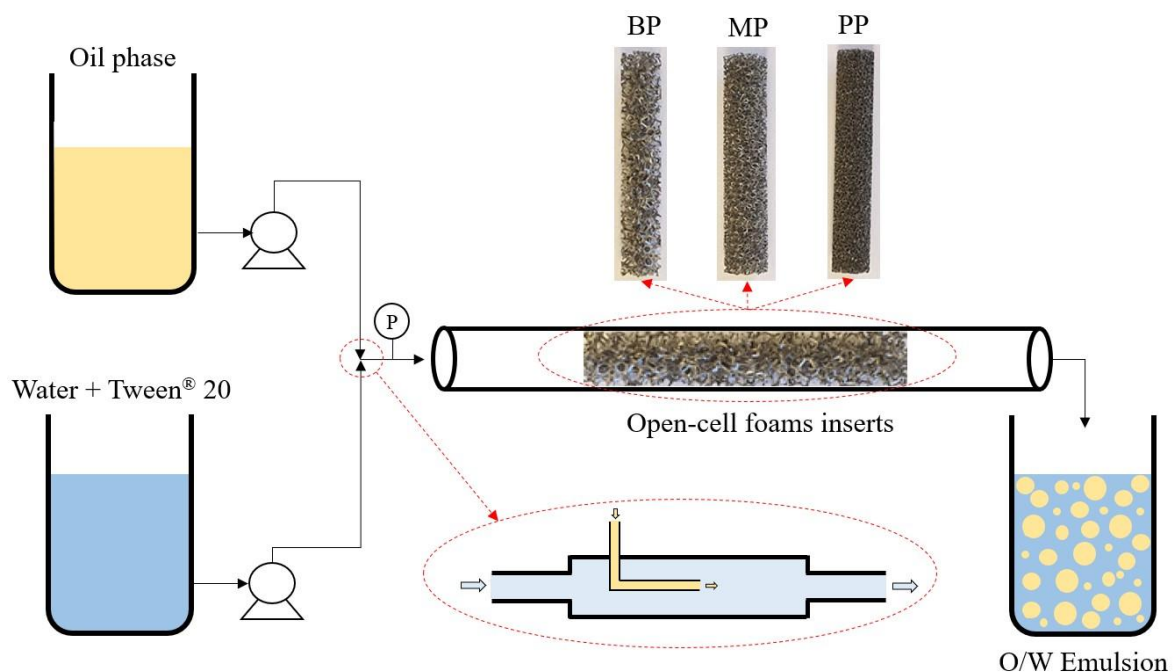 BP
MP
PP
Oil phase
P
Water + Tween® 20
Open-cell foams inserts
O/W Emulsion